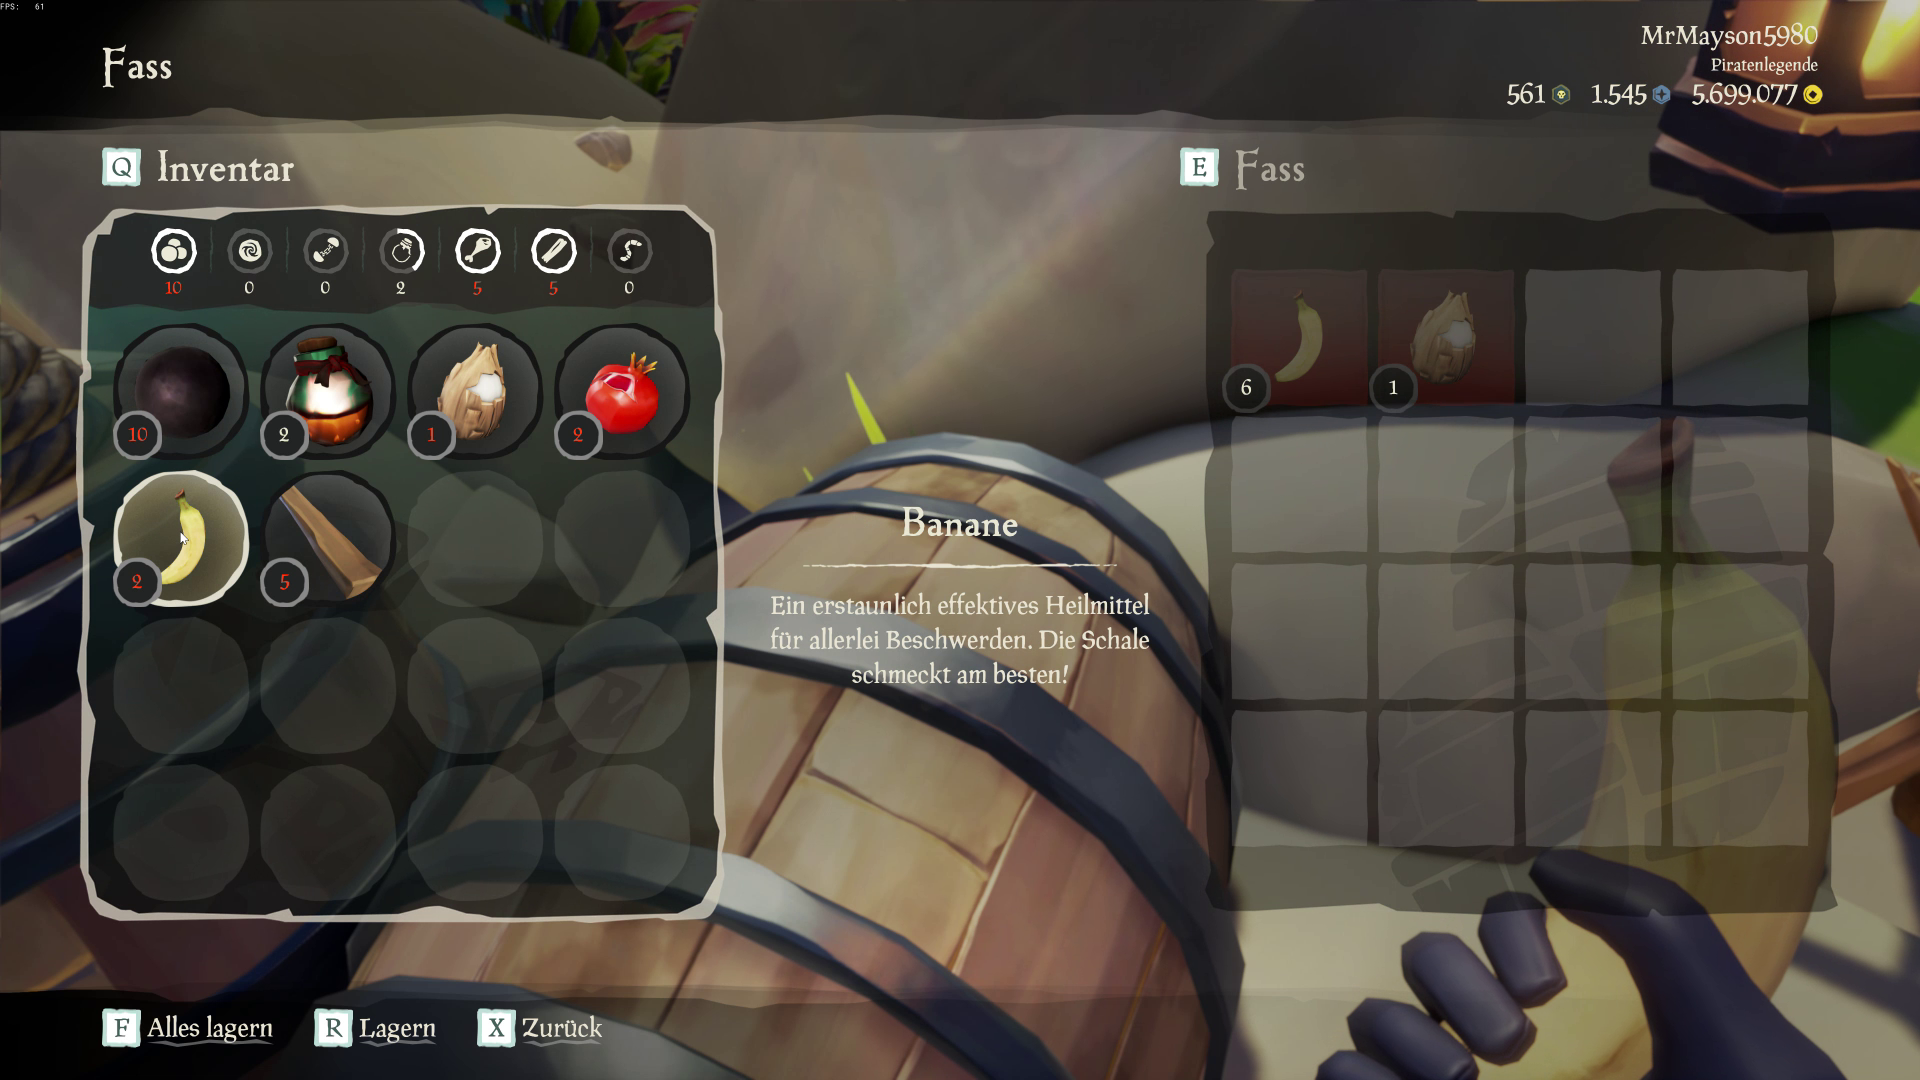 FPS: 61
Fass
MrMayson5980
Piratenlegende
561 1.545 5.699.077
Q Inventar
E Fass
10 0 0 2 5 5 0
10 2 1 2
2 5
6 1
Banane
Ein erstaunlich effektives Heilmittel
für allerlei Beschwerden. Die Schale
schmeckt am besten!
F Alles lagern R Lagern X Zurück